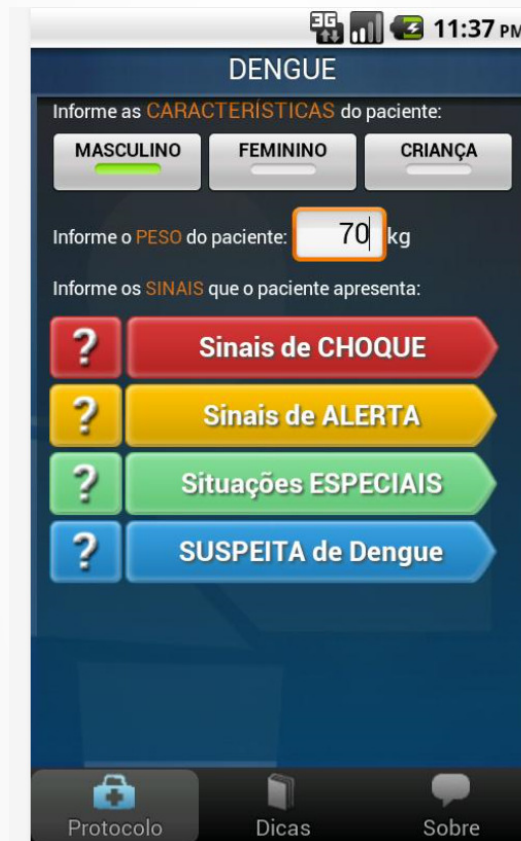 3G 11:37 PM
DENGUE
Informe as CARACTERÍSTICAS do paciente:
MASCULINO FEMININO CRIANÇA
Informe o PESO do paciente: 70 kg
Informe os SINAIS que o paciente apresenta:
? Sinais de CHOQUE
? Sinais de ALERTA
? Situações ESPECIAIS
? SUSPEITA de Dengue
Protocolo Dicas Sobre